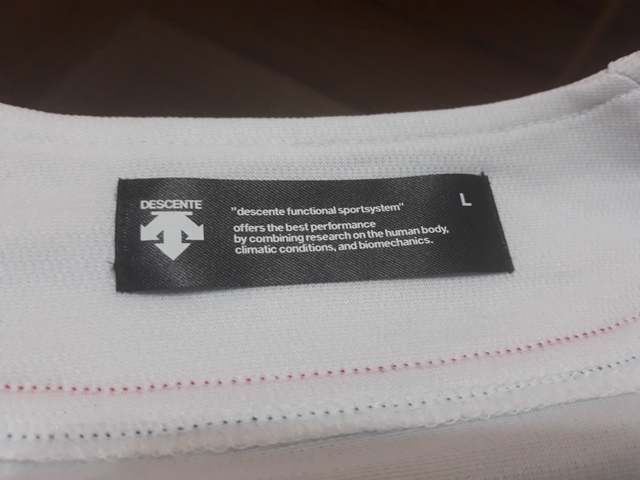 DESCENTE
"descente functional sportsystem"
offers the best performance
by combining research on the human body,
climatic conditions, and biomechanics.
L